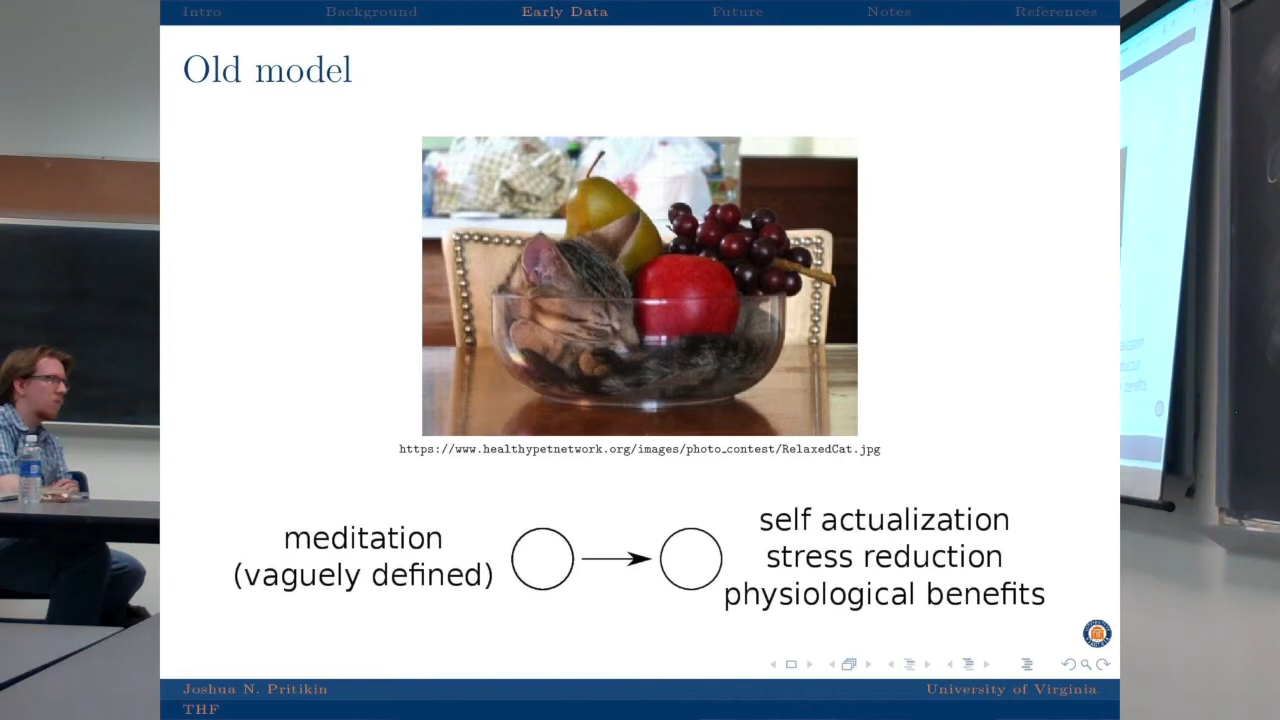 Intro Background Early Data Future Notes References
Old model
https://www.healthypetnetwork.org/images/photo_contest/RelaxedCat.jpg
meditation
(vaguely defined)
self actualization
stress reduction
physiological benefits
Joshua N. Pritikin University of Virginia
THF